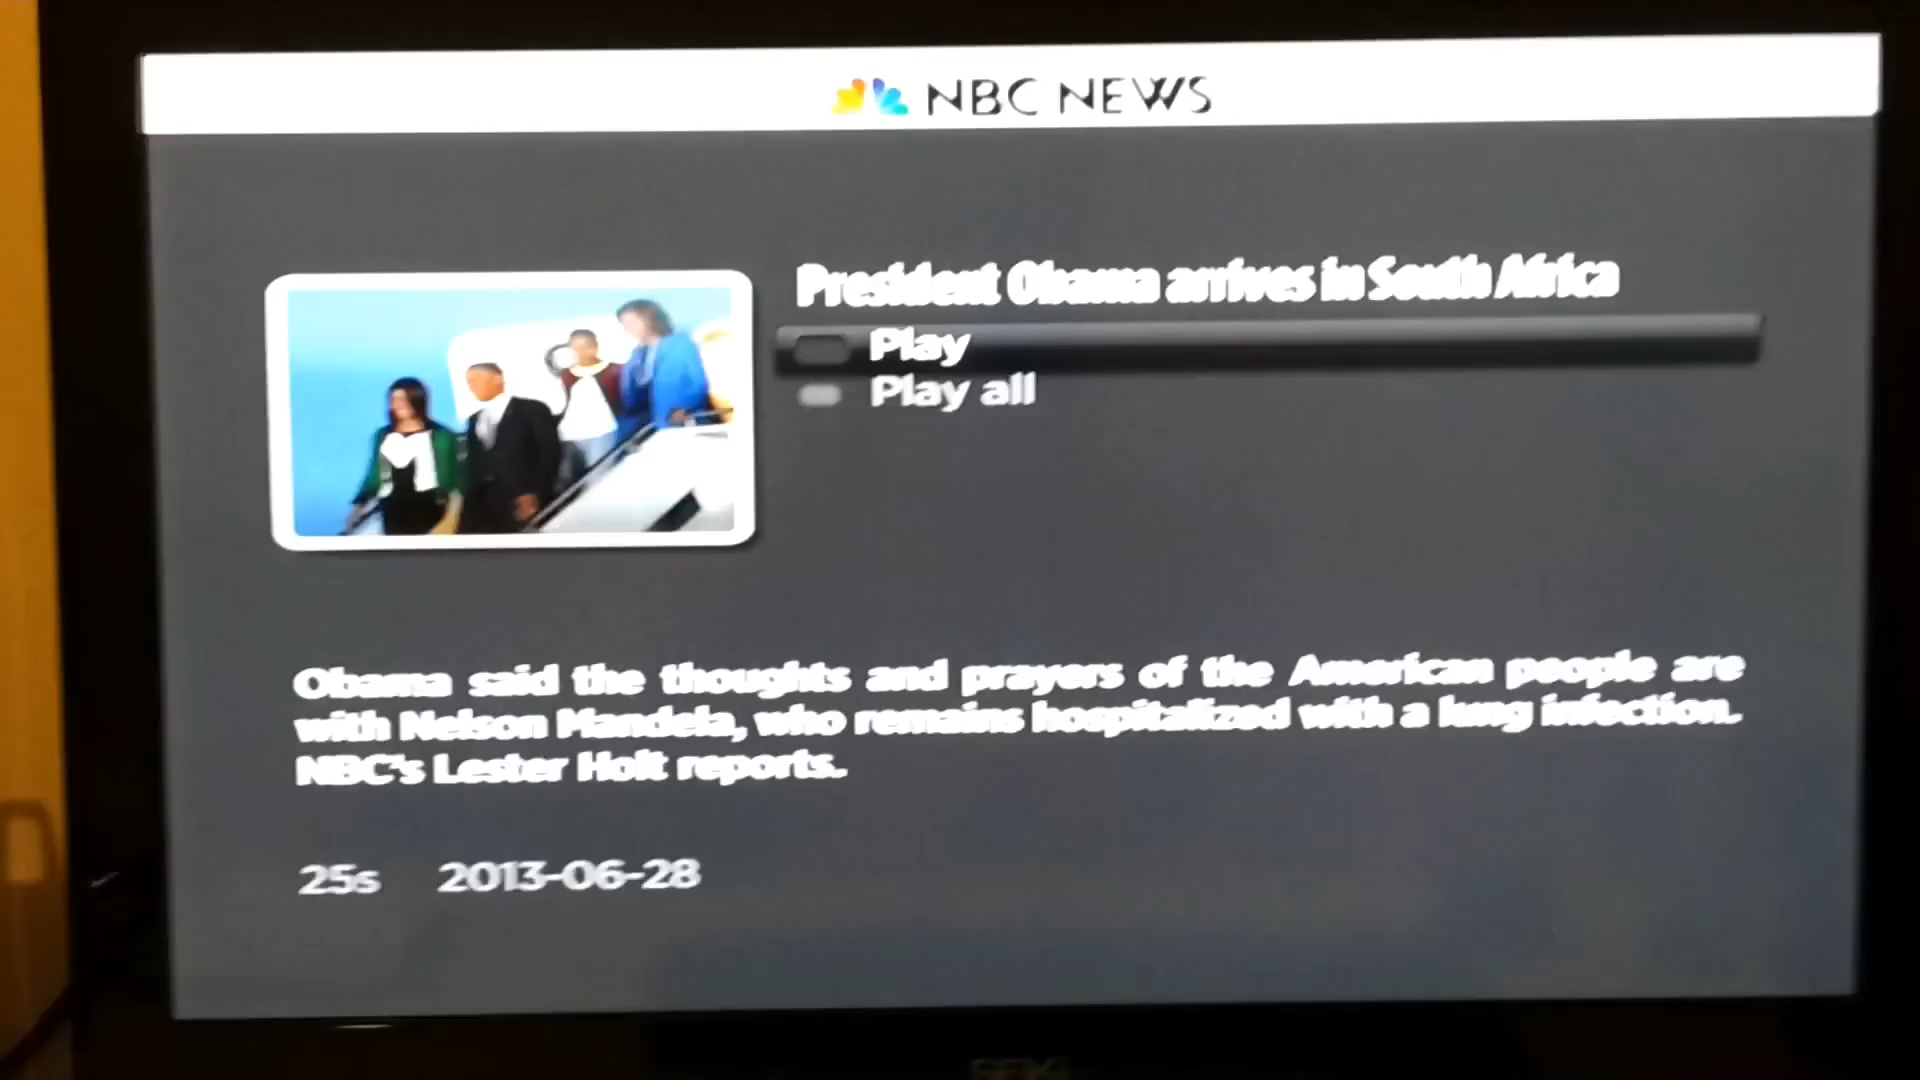 NBC NEWS
President Obama arrives in South Africa
Play
Play all
Obama said the thoughts and prayers of the American people are
with Nelson Mandela, who remains hospitalized with a lung infection.
NBC's Lester Holt reports.
25s 2013-06-28